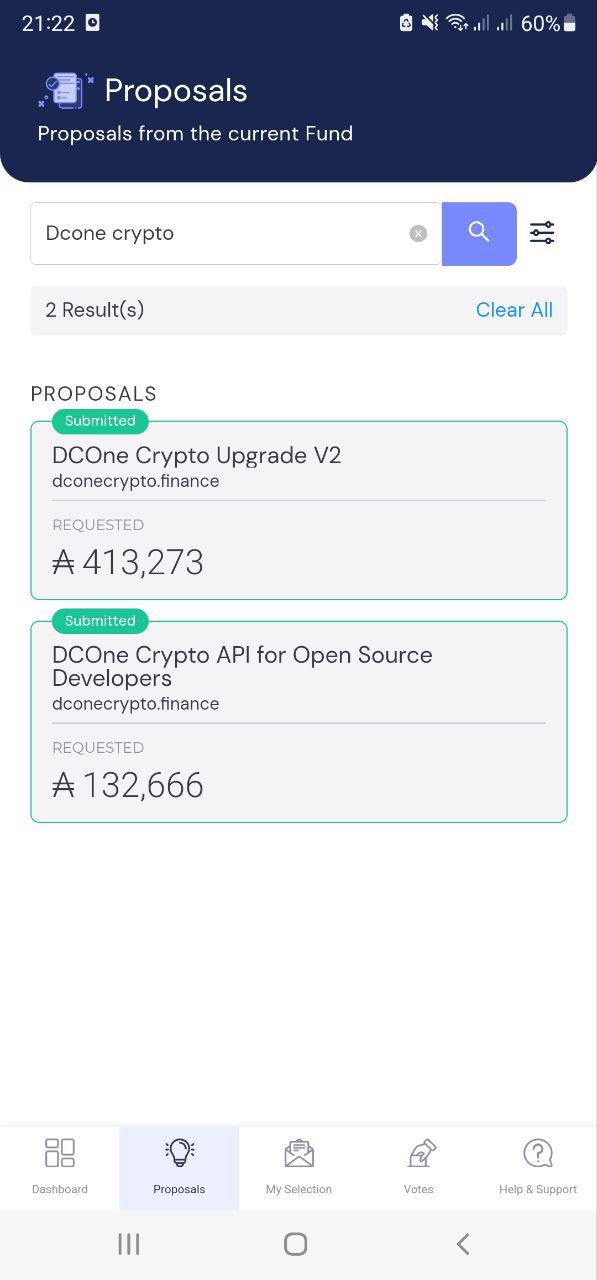 21:22 60%
Proposals
Proposals from the current Fund
Dcone crypto
2 Result(s) Clear All
PROPOSALS
Submitted
DCOne Crypto Upgrade V2
dconecrypto.finance
REQUESTED
₳ 413,273
Submitted
DCOne Crypto API for Open Source
Developers
dconecrypto.finance
REQUESTED
₳ 132,666
Dashboard Proposals My Selection Votes Help & Support